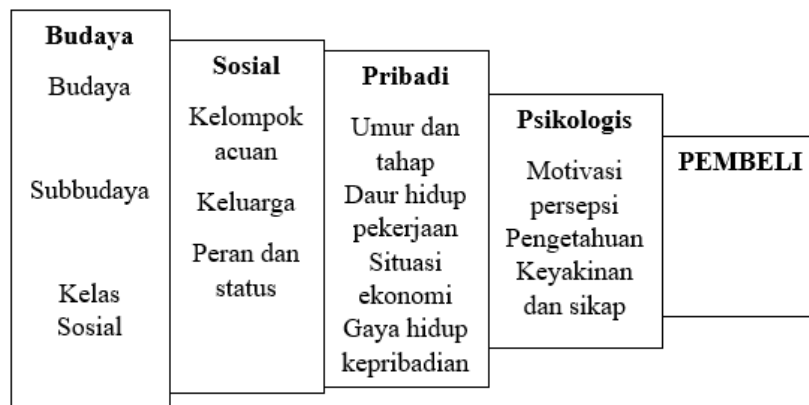 Budaya
Budaya
Subbudaya
Kelas
Sosial
Sosial
Kelompok
acuan
Keluarga
Peran dan
status
Pribadi
Umur dan
tahap
Daur hidup
pekerjaan
Situasi
ekonomi
Gaya hidup
kepribadian
Psikologis
Motivasi
persepsi
Pengetahuan
Keyakinan
dan sikap
PEMBELI